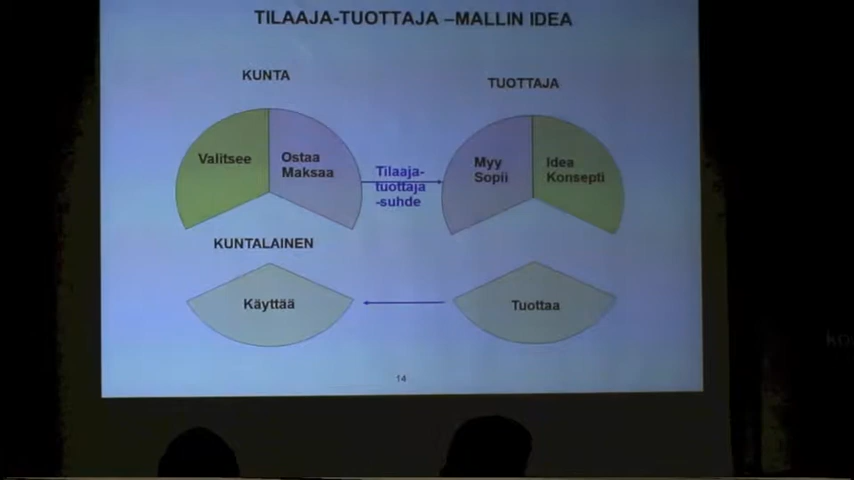 TILAAJA-TUOTTAJA –MALLIN IDEA
KUNTA
TUOTTAJA
Valitsee
Ostaa
Maksaa
Tilaaja-
tuottaja
-suhde
Myy
Sopii
Idea
Konsepti
KUNTALAINEN
Käyttää
Tuottaa
14